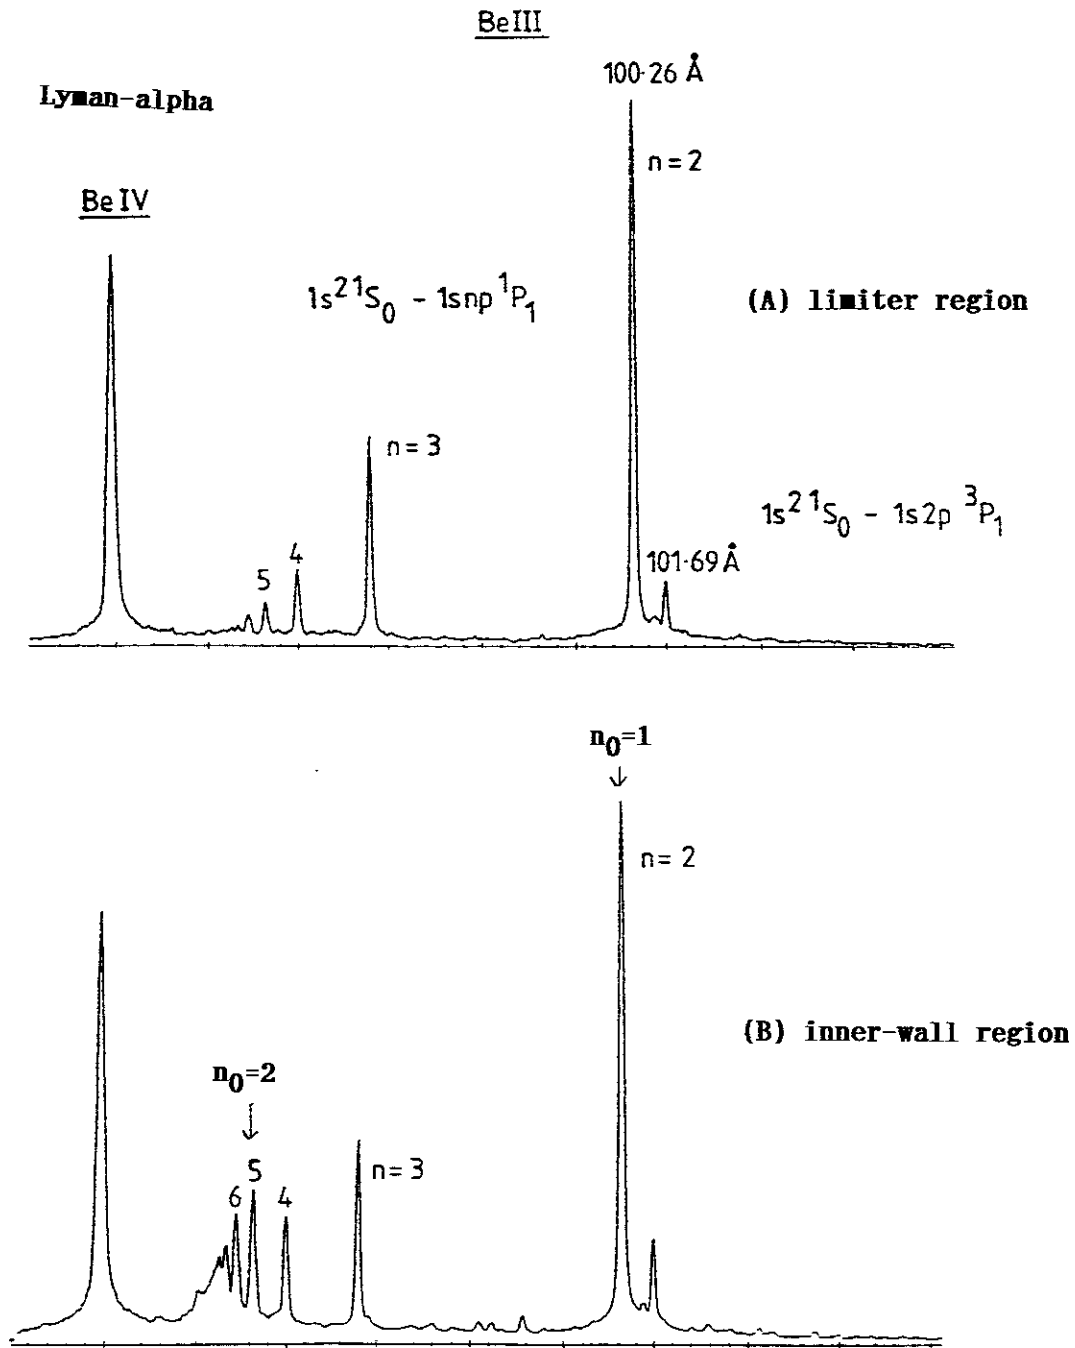 BeIII
100·26 Å
Lyman-alpha
n = 2
BeIV
1s² ¹S₀ - 1snp ¹P₁
(A) limiter region
n = 3
1s² ¹S₀ - 1s2p ³P₁
4
101·69 Å
5
n₀=1
n = 2
(B) inner-wall region
n₀=2
5
n = 3
6
4